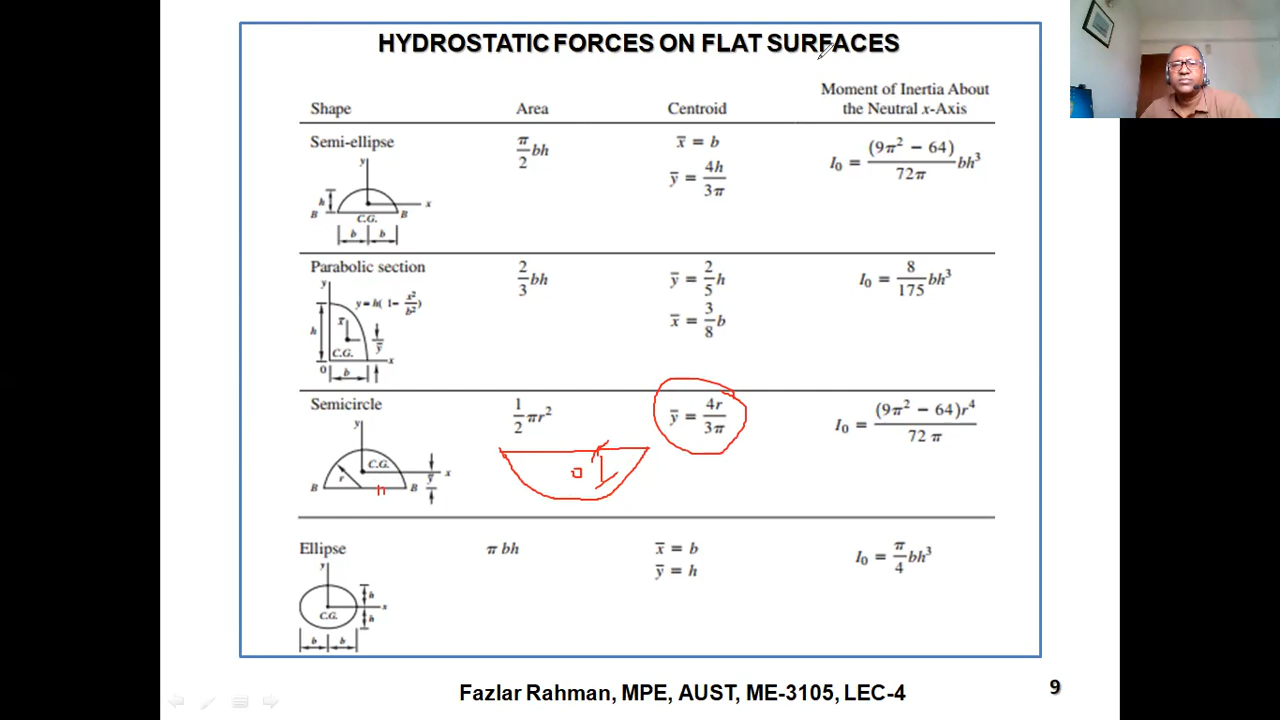 HYDROSTATIC FORCES ON FLAT SURFACES
Shape Area Centroid Moment of Inertia About the Neutral x-Axis
Semi-ellipse
π/2 bh
x̄ = b
ȳ = 4h/3π
I₀ = (9π² − 64)/72π bh³
y
h
B C.G. B x
b b
Parabolic section
2/3 bh
ȳ = 2/5 h
x̄ = 3/8 b
I₀ = 8/175 bh³
y
y = h(1 − x²/b²)
h x̄ ȳ
C.G. x
0 b
Semicircle
1/2 πr²
ȳ = 4r/3π
I₀ = (9π² − 64)r⁴/72 π
y
C.G. x
r ȳ
B B
Ellipse
π bh
x̄ = b
ȳ = h
I₀ = π/4 bh³
y
h
x
C.G. h
b b
Fazlar Rahman, MPE, AUST, ME-3105, LEC-4
9